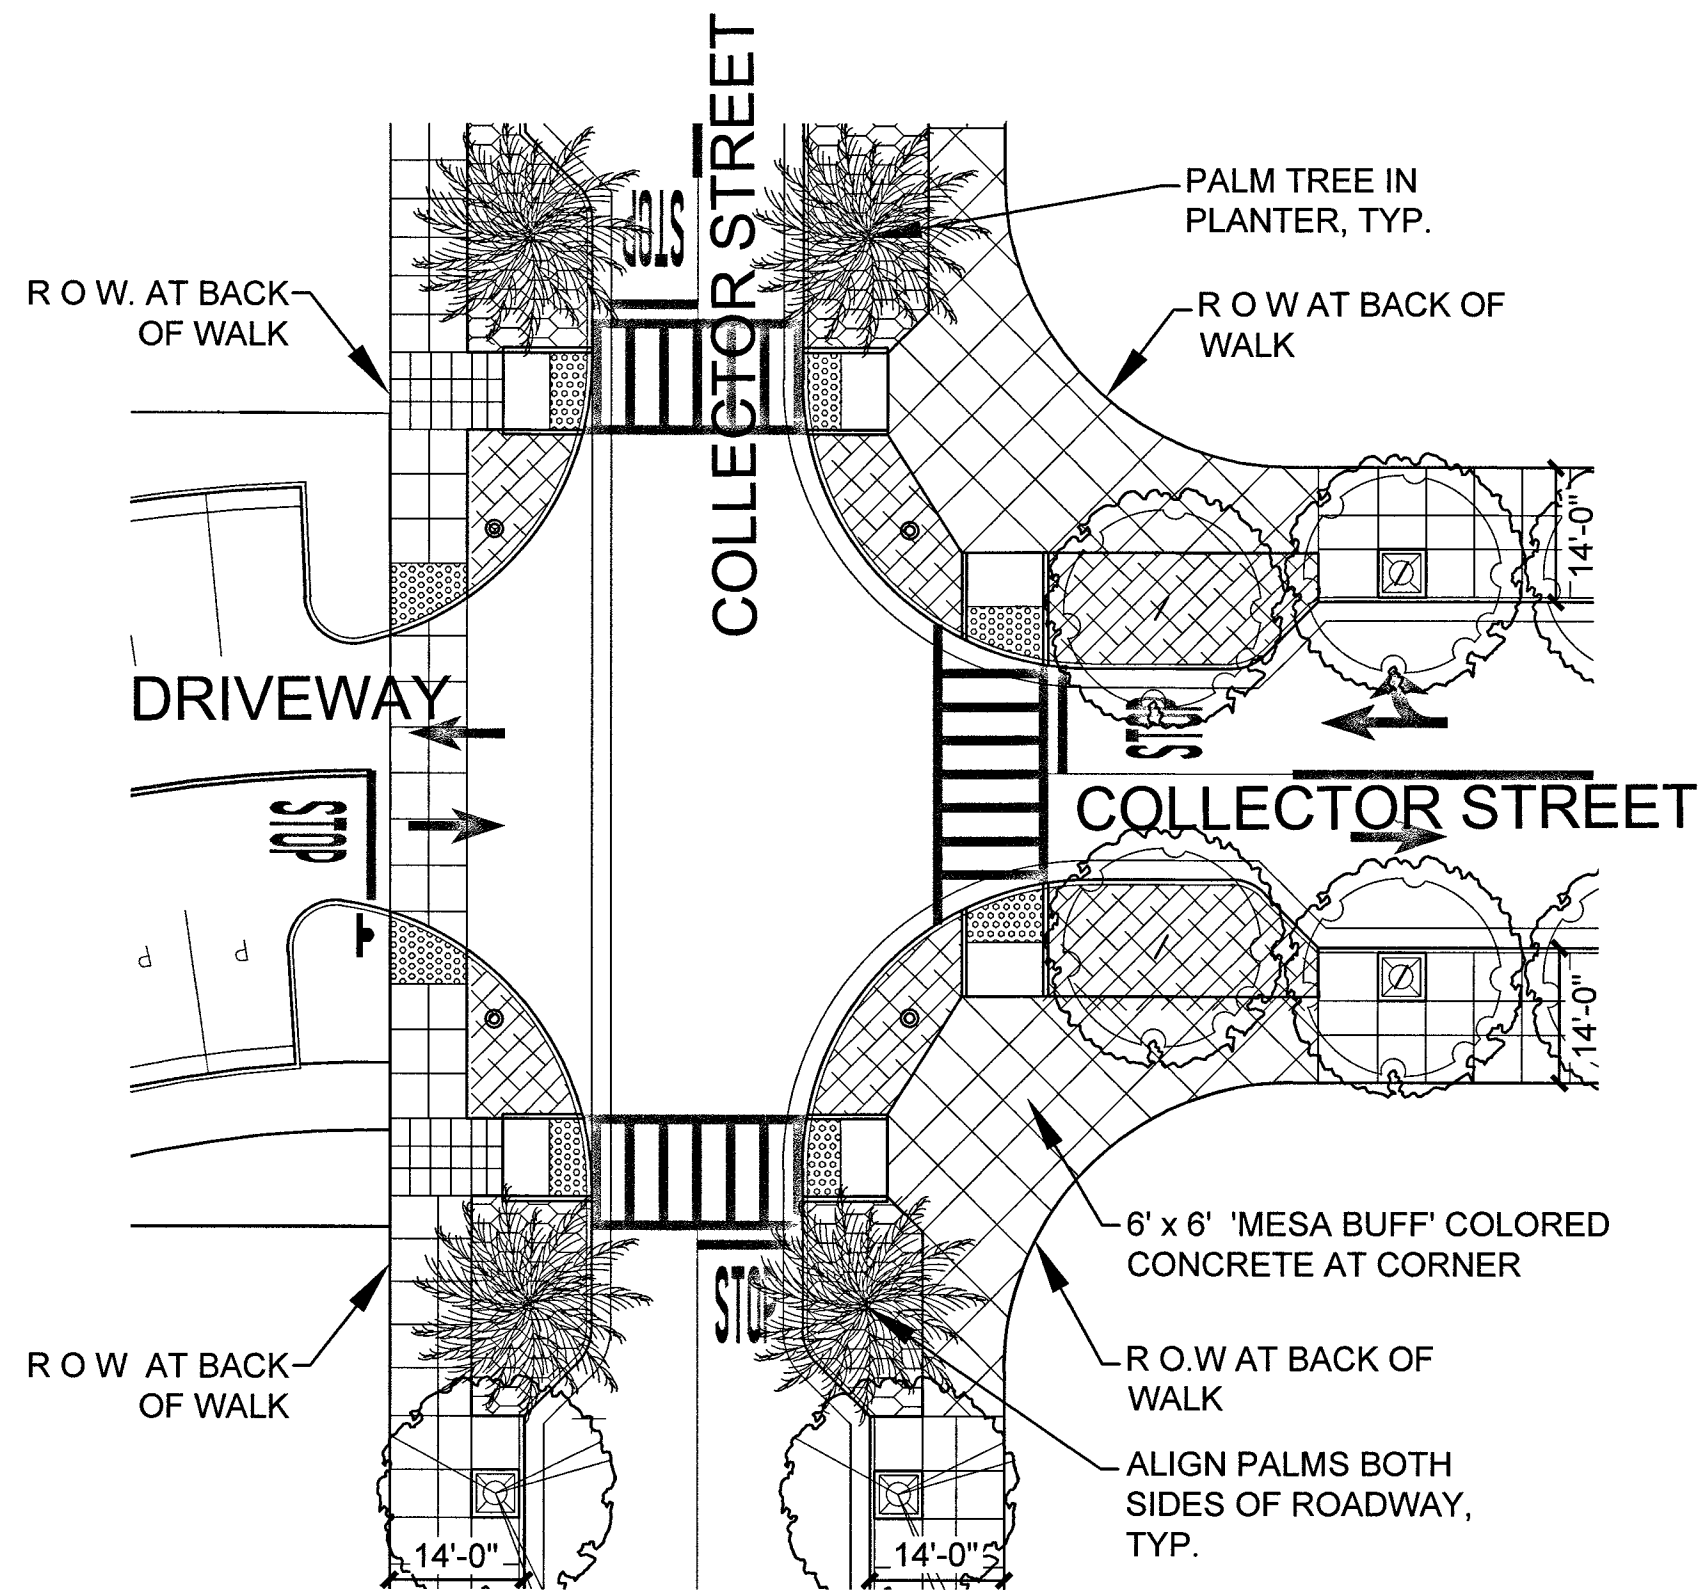 COLLECTOR STREET
PALM TREE IN
PLANTER, TYP.
STOP
R O W. AT BACK
OF WALK
R O W AT BACK OF
WALK
14'-0"
DRIVEWAY
STOP
STOP
COLLECTOR STREET
P
P
14'-0"
6' x 6' 'MESA BUFF' COLORED
CONCRETE AT CORNER
STOP
R O W AT BACK
OF WALK
R O.W AT BACK OF
WALK
ALIGN PALMS BOTH
SIDES OF ROADWAY,
TYP.
14'-0"
14'-0"